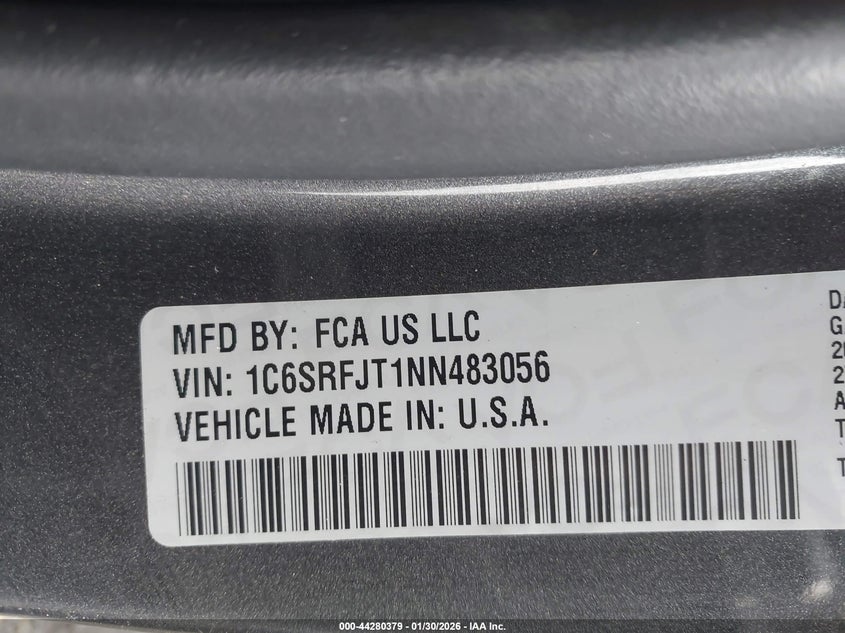 MFD BY: FCA US LLC
VIN: 1C6SRFJT1NN483056
VEHICLE MADE IN: U.S.A.
000-44280379 - 01/30/2026 - IAA Inc.